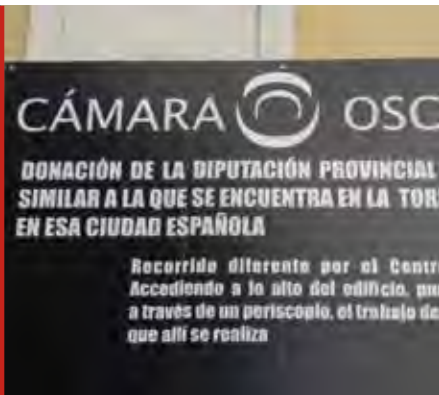 CÁMARA OSC
DONACIÓN DE LA DIPUTACIÓN PROVINCIAL
SIMILAR A LA QUE SE ENCUENTRA EN LA TOR
EN ESA CIUDAD ESPAÑOLA
Recorrido diferente por el Centr
Accediendo a lo alto del edificio, pu
a través de un periscopio, el trabajo de
que allí se realiza